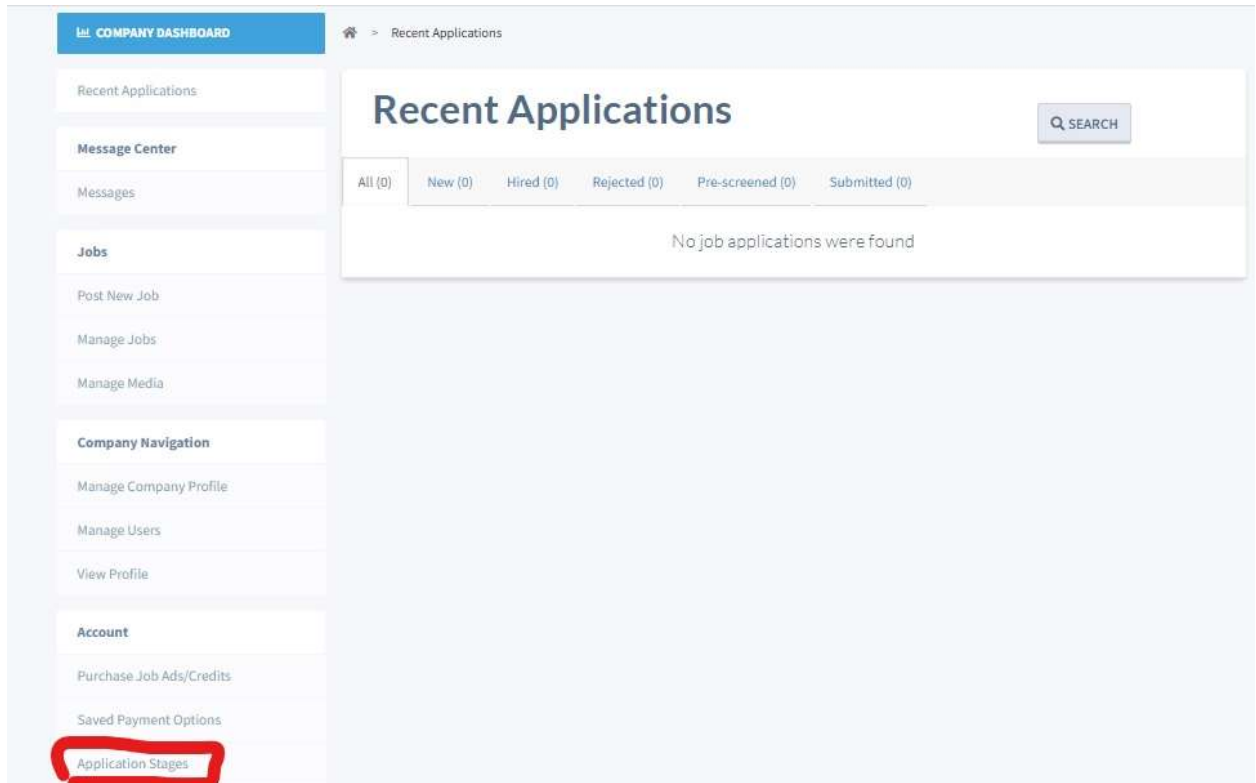 COMPANY DASHBOARD
> Recent Applications
Recent Applications
Message Center
Messages
Jobs
Post New Job
Manage Jobs
Manage Media
Company Navigation
Manage Company Profile
Manage Users
View Profile
Account
Purchase Job Ads/Credits
Saved Payment Options
Application Stages
Recent Applications
SEARCH
All (0) New (0) Hired (0) Rejected (0) Pre-screened (0) Submitted (0)
No job applications were found